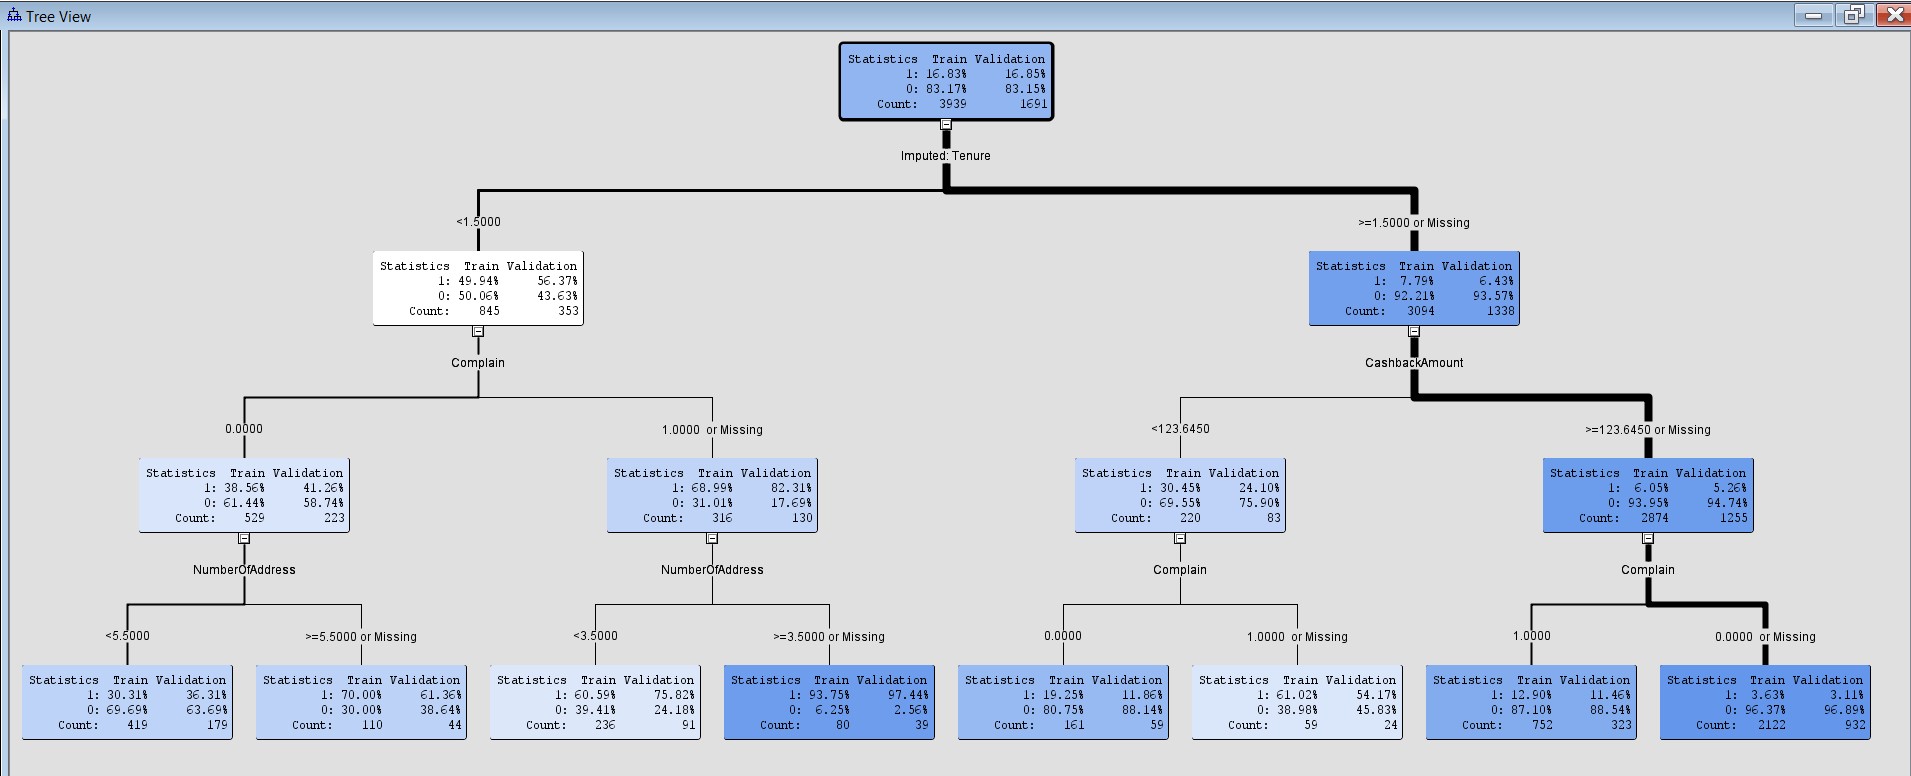 Tree View
Statistics Train Validation
1: 16.83% 16.85%
0: 83.17% 83.15%
Count: 3939 1691
Imputed: Tenure
<1.5000
>=1.5000 or Missing
Statistics Train Validation
1: 49.94% 56.37%
0: 50.06% 43.63%
Count: 845 353
Statistics Train Validation
1: 7.79% 6.43%
0: 92.21% 93.57%
Count: 3094 1338
Complain
CashbackAmount
0.0000
1.0000 or Missing
<123.6450
>=123.6450 or Missing
Statistics Train Validation
1: 38.56% 41.26%
0: 61.44% 58.74%
Count: 529 223
Statistics Train Validation
1: 68.99% 82.31%
0: 31.01% 17.69%
Count: 316 130
Statistics Train Validation
1: 30.45% 24.10%
0: 69.55% 75.90%
Count: 220 83
Statistics Train Validation
1: 6.05% 5.26%
0: 93.95% 94.74%
Count: 2874 1255
NumberOfAddress
NumberOfAddress
Complain
Complain
<5.5000
>=5.5000 or Missing
<3.5000
>=3.5000 or Missing
0.0000
1.0000 or Missing
1.0000
0.0000 or Missing
Statistics Train Validation
1: 30.31% 36.31%
0: 69.69% 63.69%
Count: 419 179
Statistics Train Validation
1: 70.00% 61.36%
0: 30.00% 38.64%
Count: 110 44
Statistics Train Validation
1: 60.59% 75.82%
0: 39.41% 24.18%
Count: 236 91
Statistics Train Validation
1: 93.75% 97.44%
0: 6.25% 2.56%
Count: 80 39
Statistics Train Validation
1: 19.25% 11.86%
0: 80.75% 88.14%
Count: 161 59
Statistics Train Validation
1: 61.02% 54.17%
0: 38.98% 45.83%
Count: 59 24
Statistics Train Validation
1: 12.90% 11.46%
0: 87.10% 88.54%
Count: 752 323
Statistics Train Validation
1: 3.63% 3.11%
0: 96.37% 96.89%
Count: 2122 932